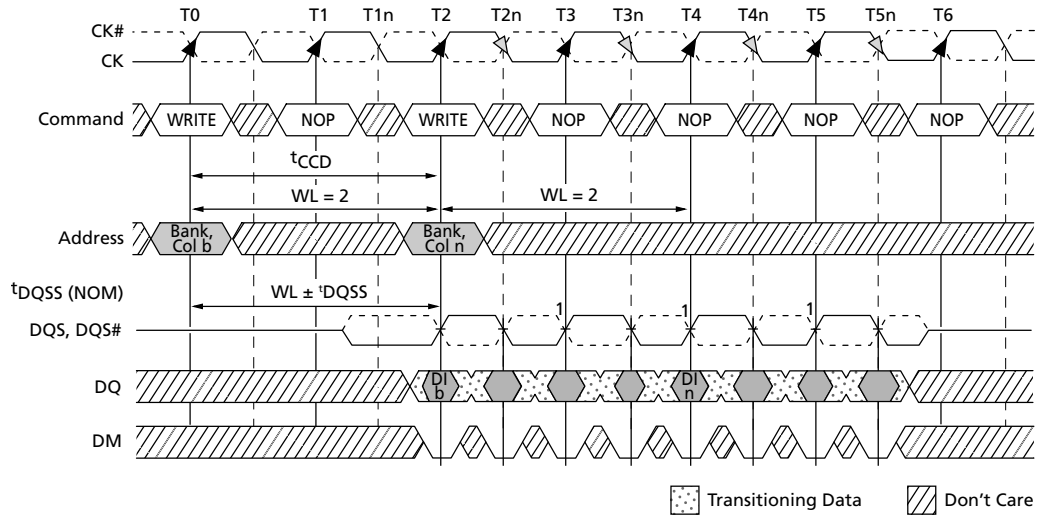 T0 T1 T1n T2 T2n T3 T3n T4 T4n T5 T5n T6
CK#
CK
Command WRITE NOP WRITE NOP NOP NOP NOP
tCCD
WL = 2 WL = 2
Address Bank, Col b Bank, Col n
tDQSS (NOM) WL ± tDQSS
1 1 1
DQS, DQS#
DQ DI b DI n
DM
Transitioning Data Don't Care